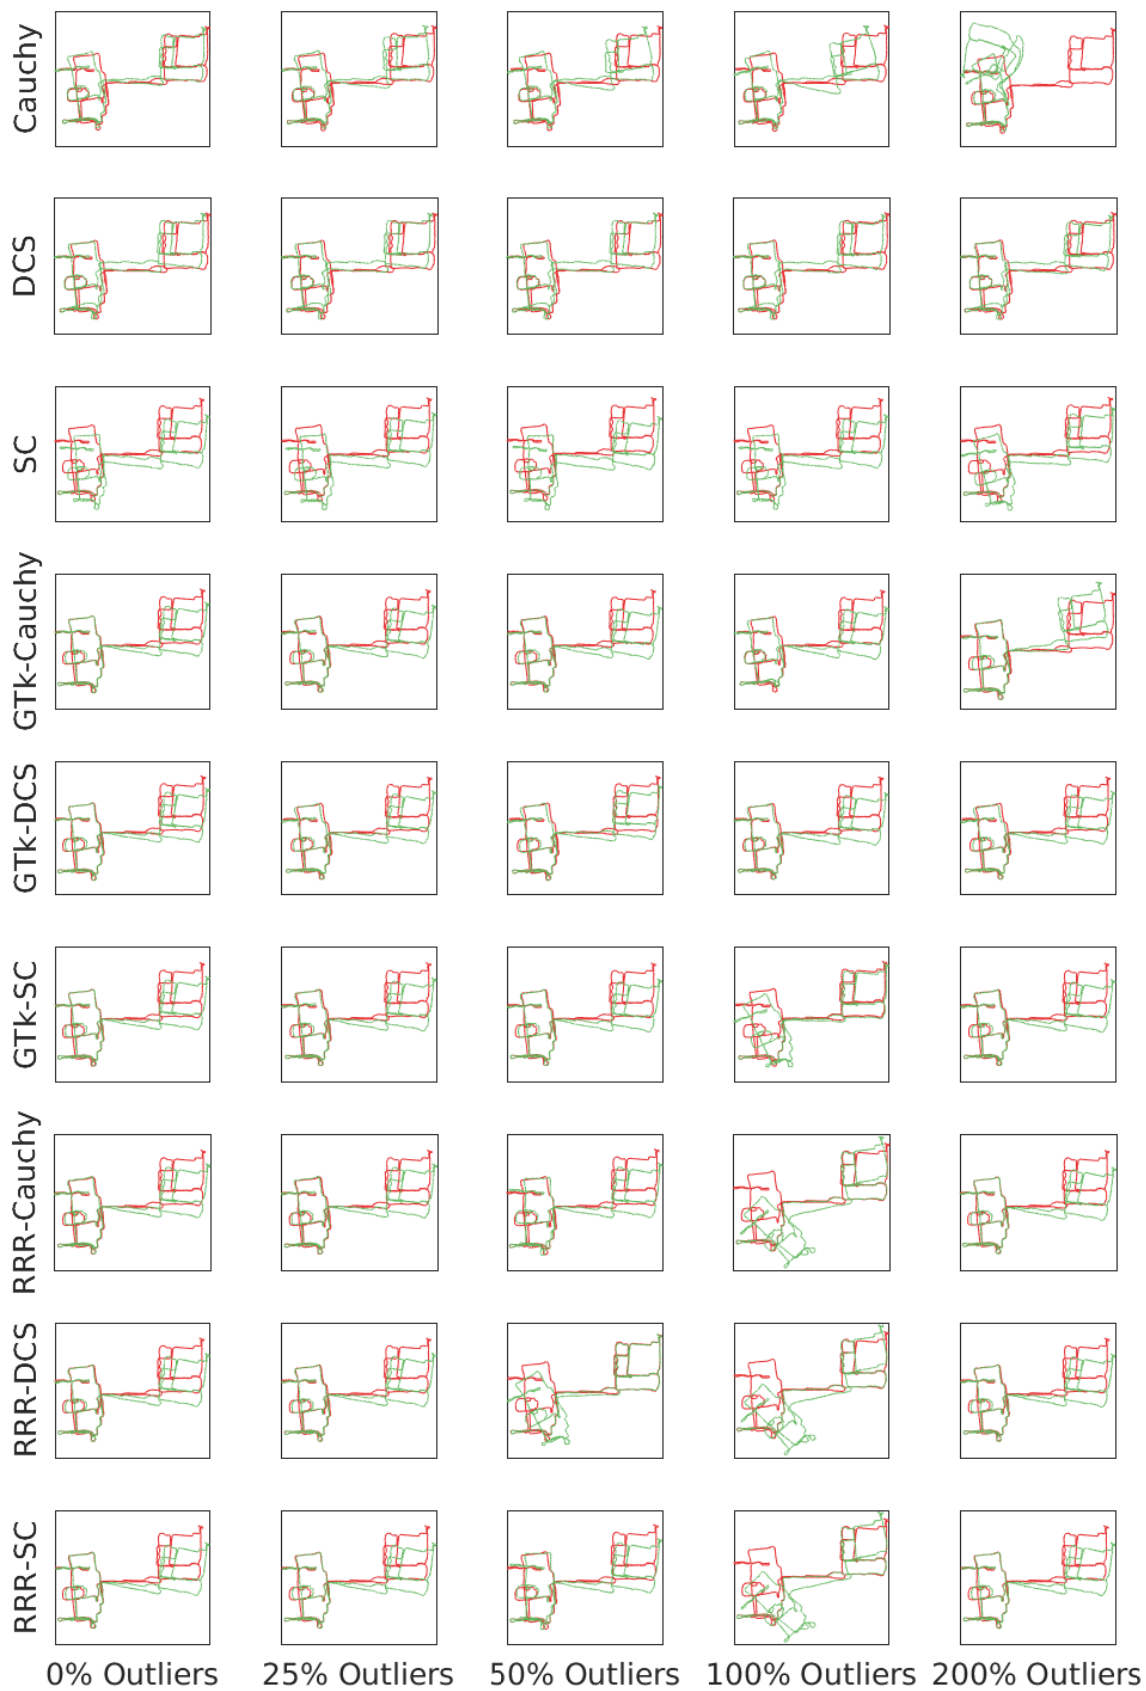 Cauchy
DCS
SC
GTk-Cauchy
GTk-DCS
GTk-SC
RRR-Cauchy
RRR-DCS
RRR-SC
0% Outliers 25% Outliers 50% Outliers 100% Outliers 200% Outliers